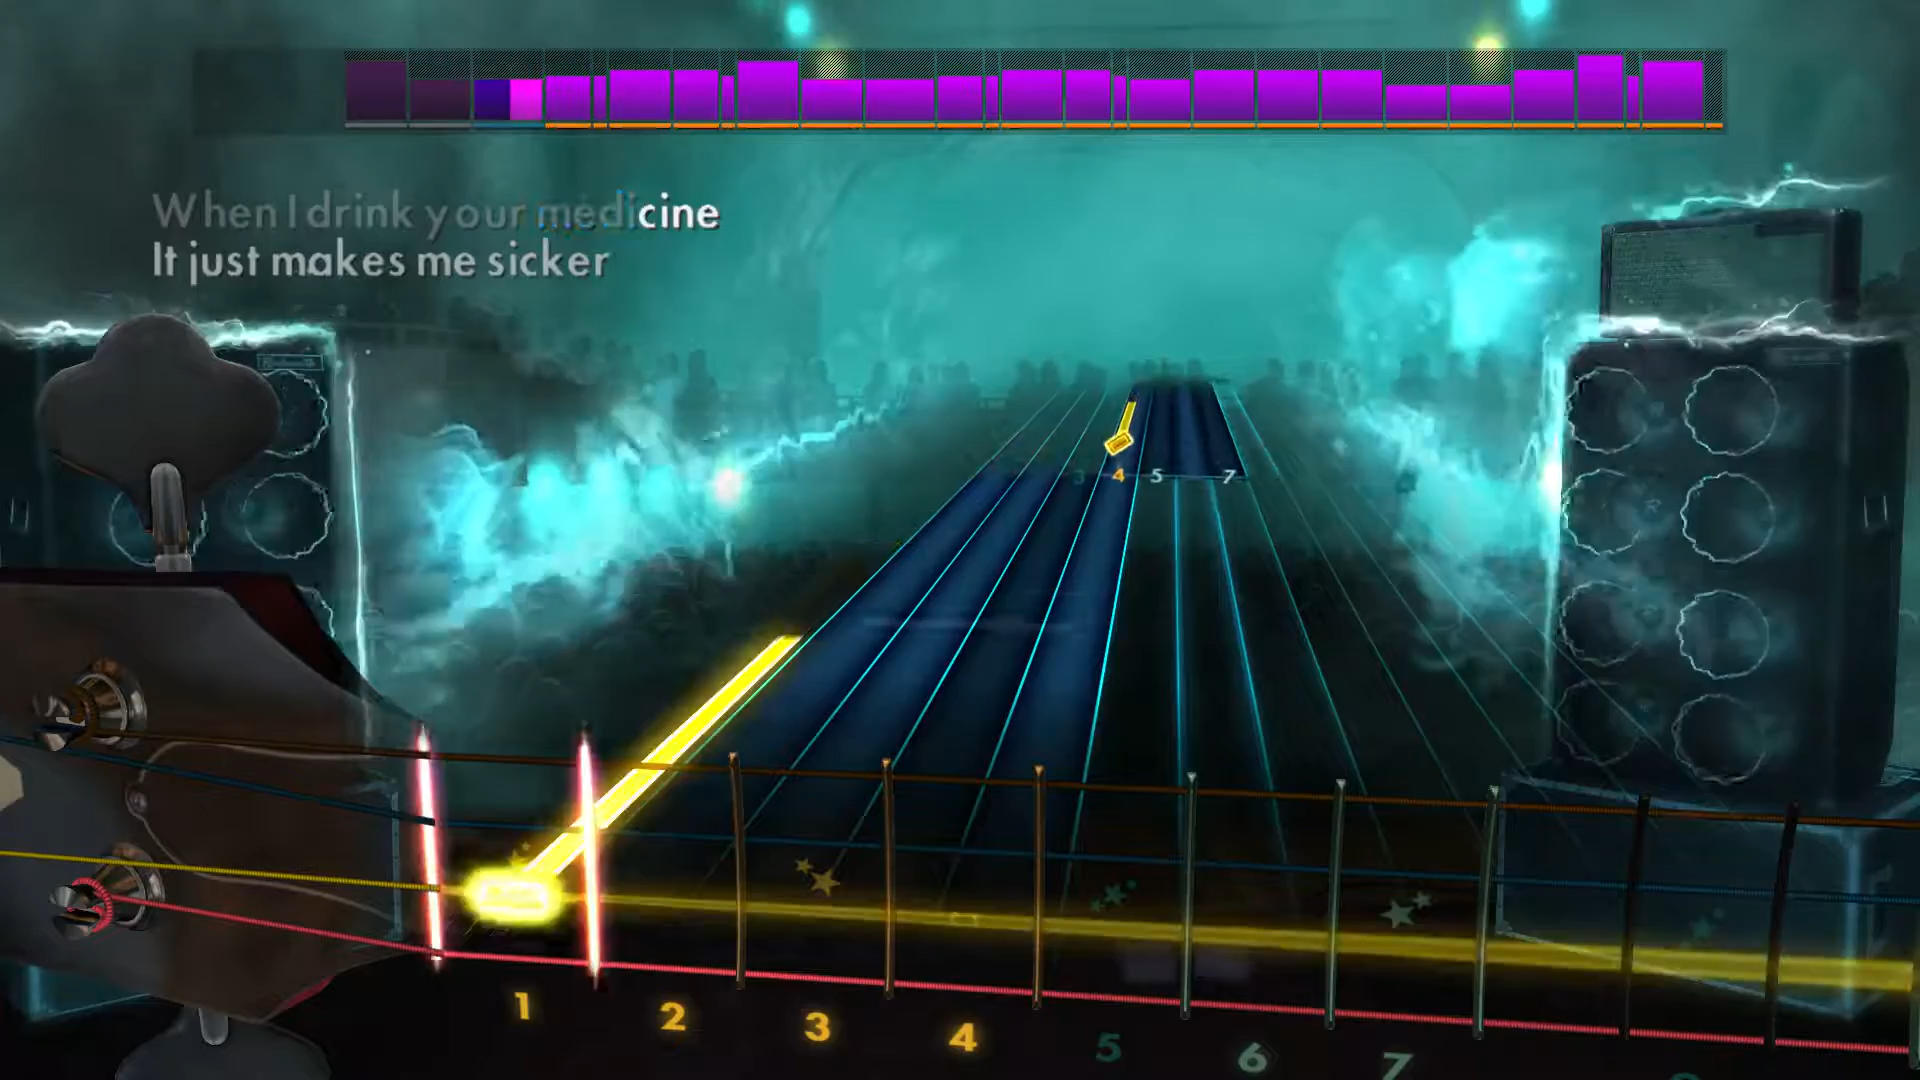 When I drink your medicine
It just makes me sicker
3 4 5 7
1 2 3 4 5 6 7